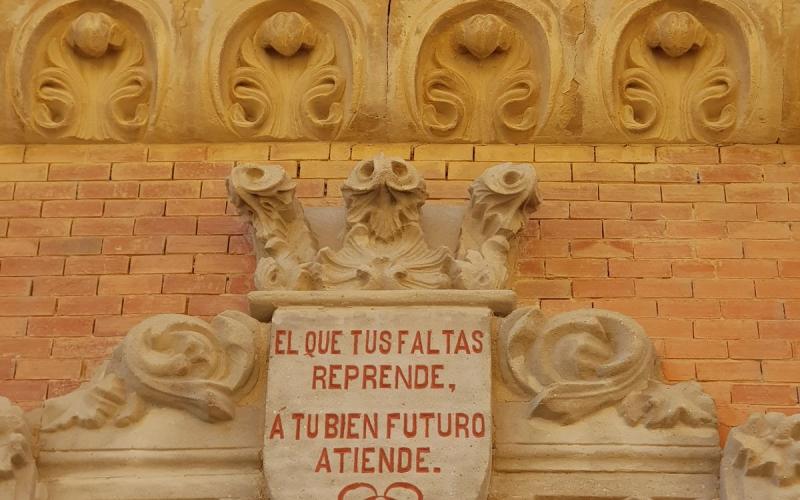 EL QUE TUS FALTAS
REPRENDE,
A TU BIEN FUTURO
ATIENDE.